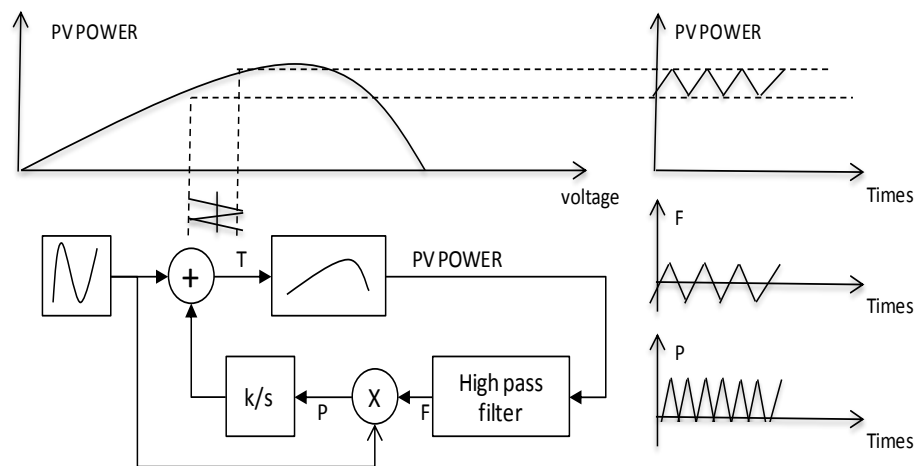 PV POWER
PV POWER
voltage
Times
F
T
PV POWER
+
Times
P
k/s
P
X
F
High pass
filter
Times